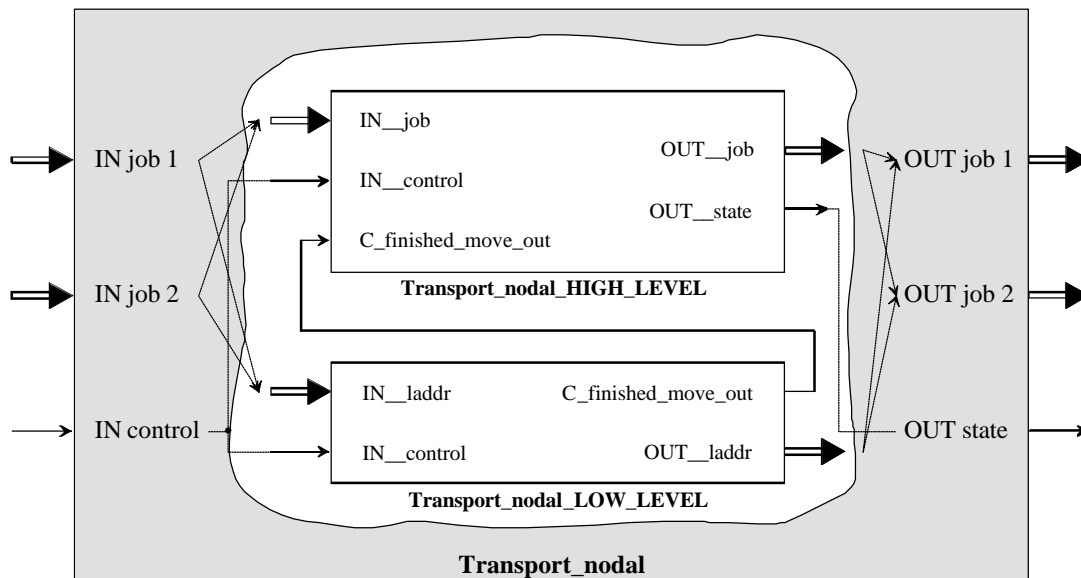 IN__job
OUT__job
IN job 1
OUT job 1
IN__control
OUT__state
C_finished_move_out
Transport_nodal_HIGH_LEVEL
IN job 2
OUT job 2
IN__laddr
C_finished_move_out
IN control
OUT state
IN__control
OUT__laddr
Transport_nodal_LOW_LEVEL
Transport_nodal